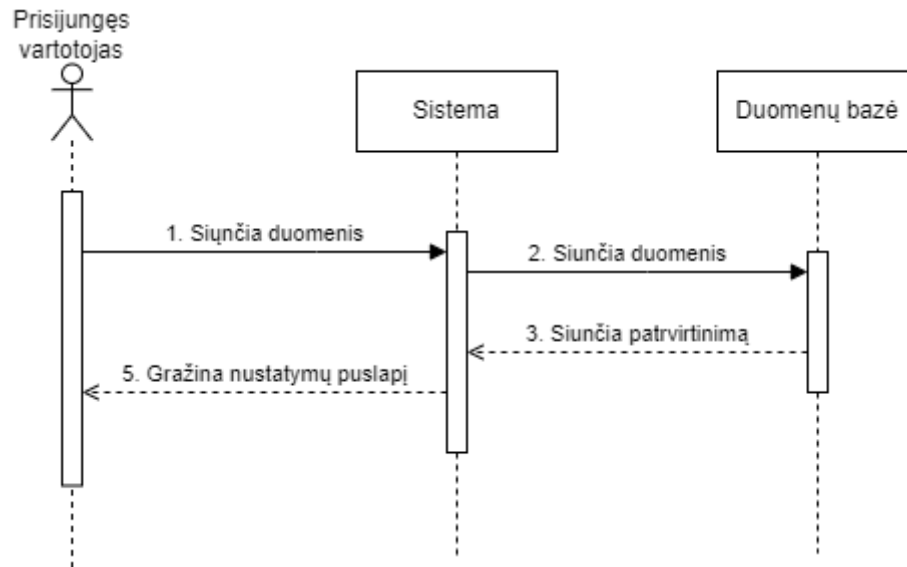 Prisijungęs
vartotojas
Sistema
Duomenų bazė
1. Siųnčia duomenis
2. Siunčia duomenis
3. Siunčia patrvirtinimą
5. Gražina nustatymų puslapį